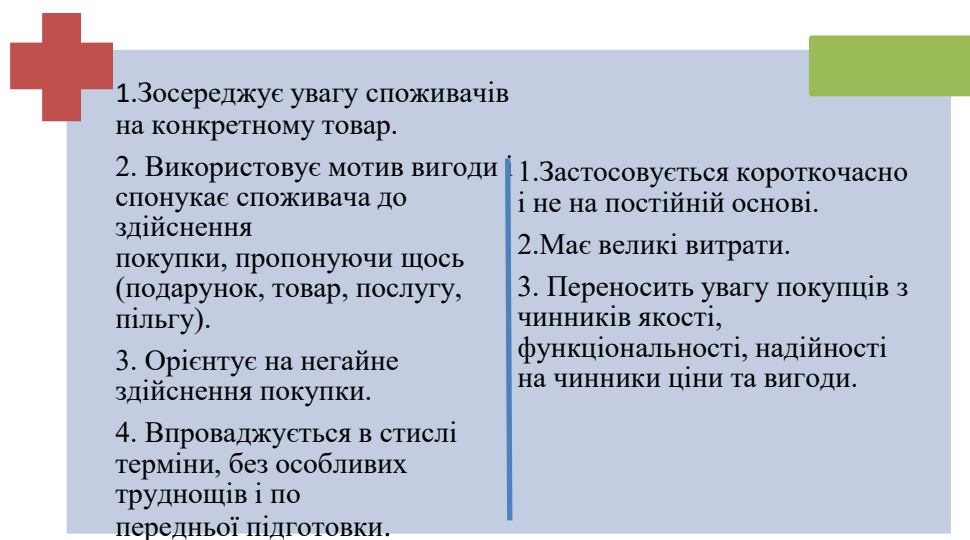 1.Зосереджує увагу споживачів
на конкретному товар.
2. Використовує мотив вигоди і
спонукає споживача до
здійснення
покупки, пропонуючи щось
(подарунок, товар, послугу,
пільгу).
3. Орієнтує на негайне
здійснення покупки.
4. Впроваджується в стислі
терміни, без особливих
труднощів і по
передньої підготовки.
1.Застосовується короткочасно
і не на постійній основі.
2.Має великі витрати.
3. Переносить увагу покупців з
чинників якості,
функціональності, надійності
на чинники ціни та вигоди.